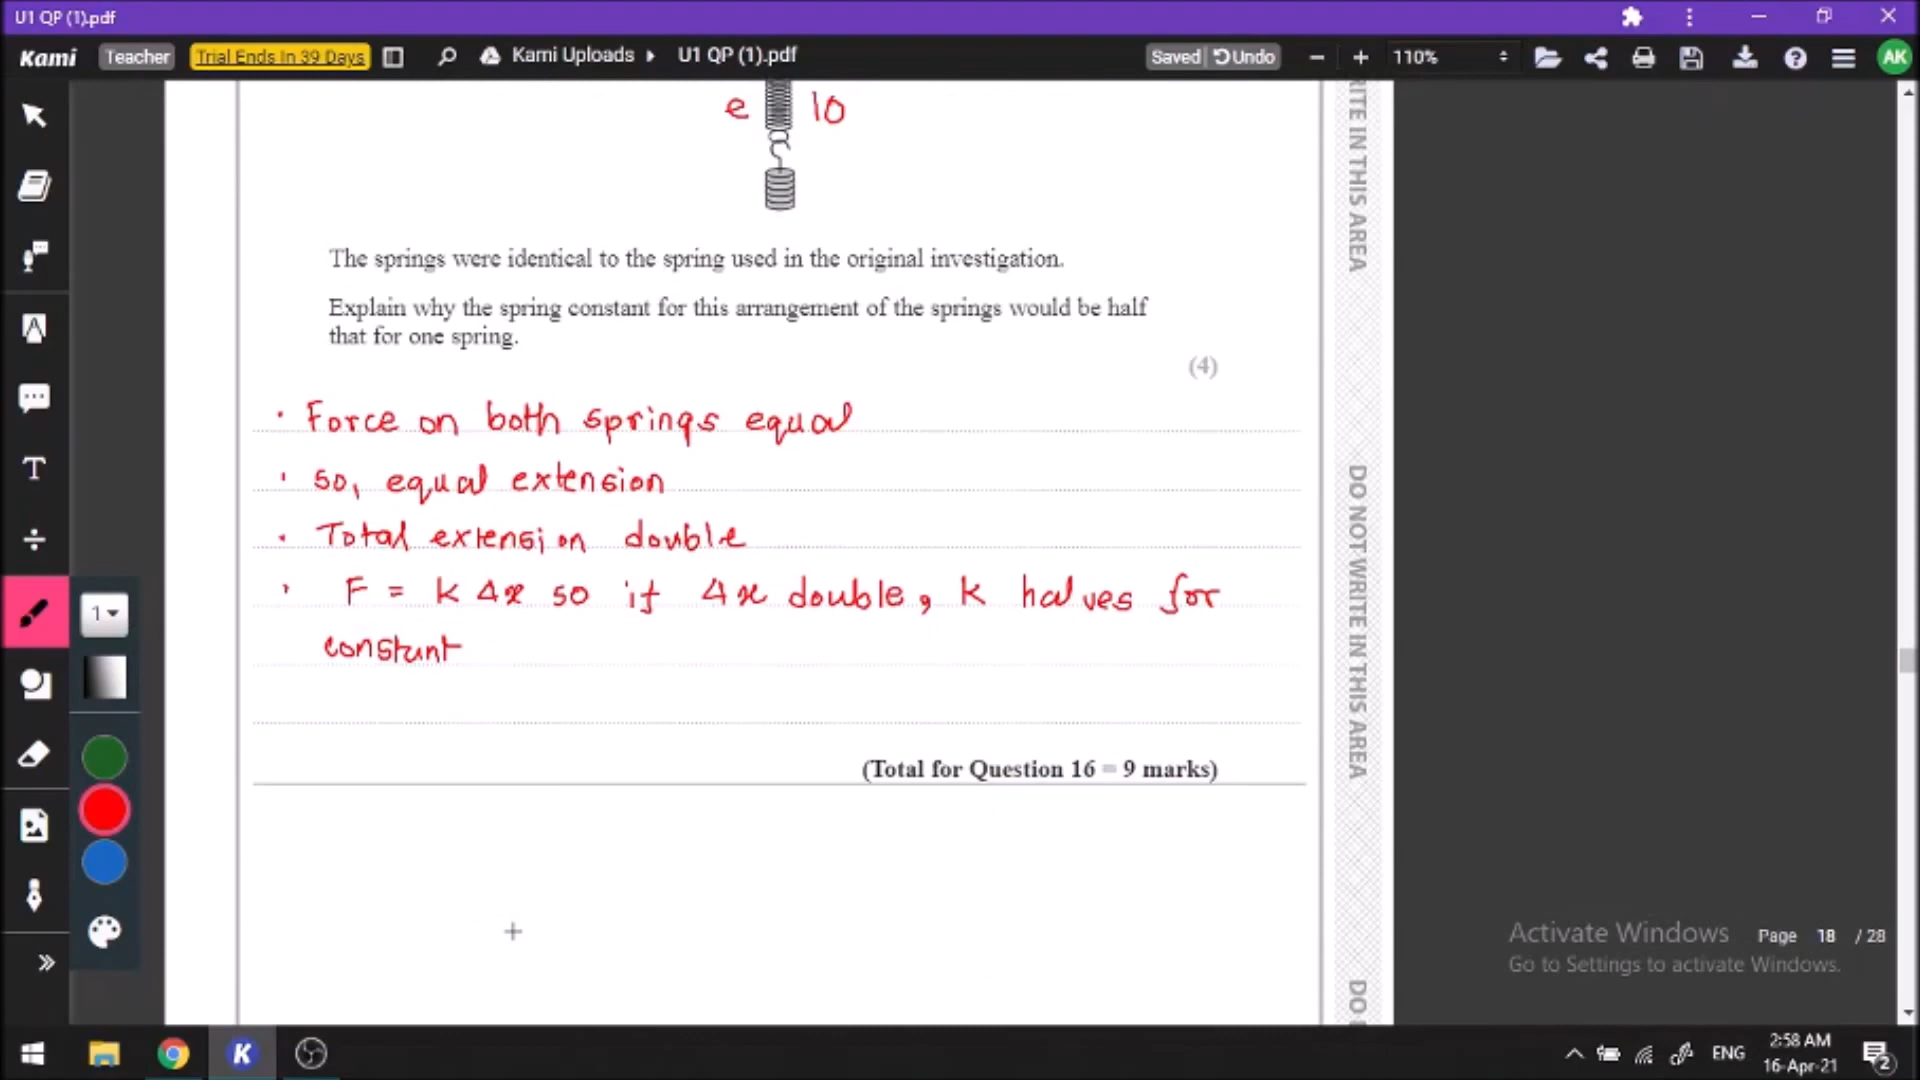 U1 QP (1).pdf
Kami Teacher Trial Ends In 39 Days Kami Uploads U1 QP (1).pdf Saved Undo 110% AK
e 10
The springs were identical to the spring used in the original investigation.
Explain why the spring constant for this arrangement of the springs would be half
that for one spring.
(4)
· Force on both springs equal
· so, equal extension
· Total extension double
· F = k Δx so if Δx double, k halves for
constant
(Total for Question 16 = 9 marks)
RITE IN THIS AREA
DO NOT WRITE IN THIS AREA
DO
T
1
Activate Windows
Page 18 / 28
Go to Settings to activate Windows.
K
ENG
2:58 AM
16-Apr-21
2